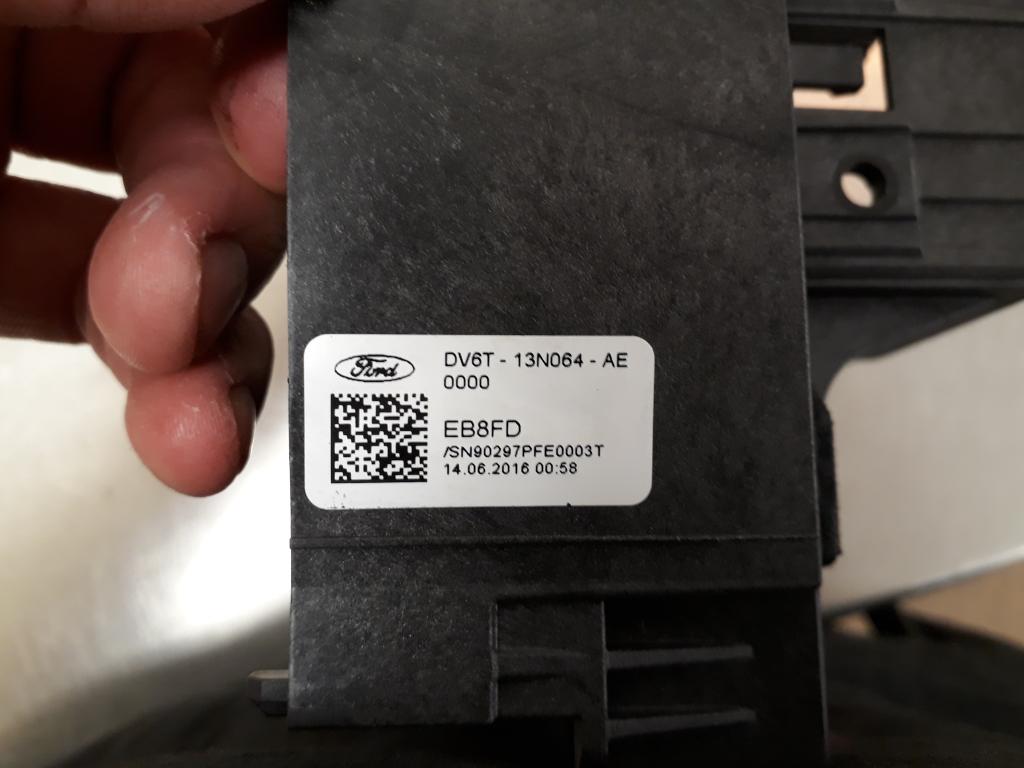 Ford
DV6T - 13N064 - AE
0000
EB8FD
/SN90297PFE0003T
14.06.2016 00:58